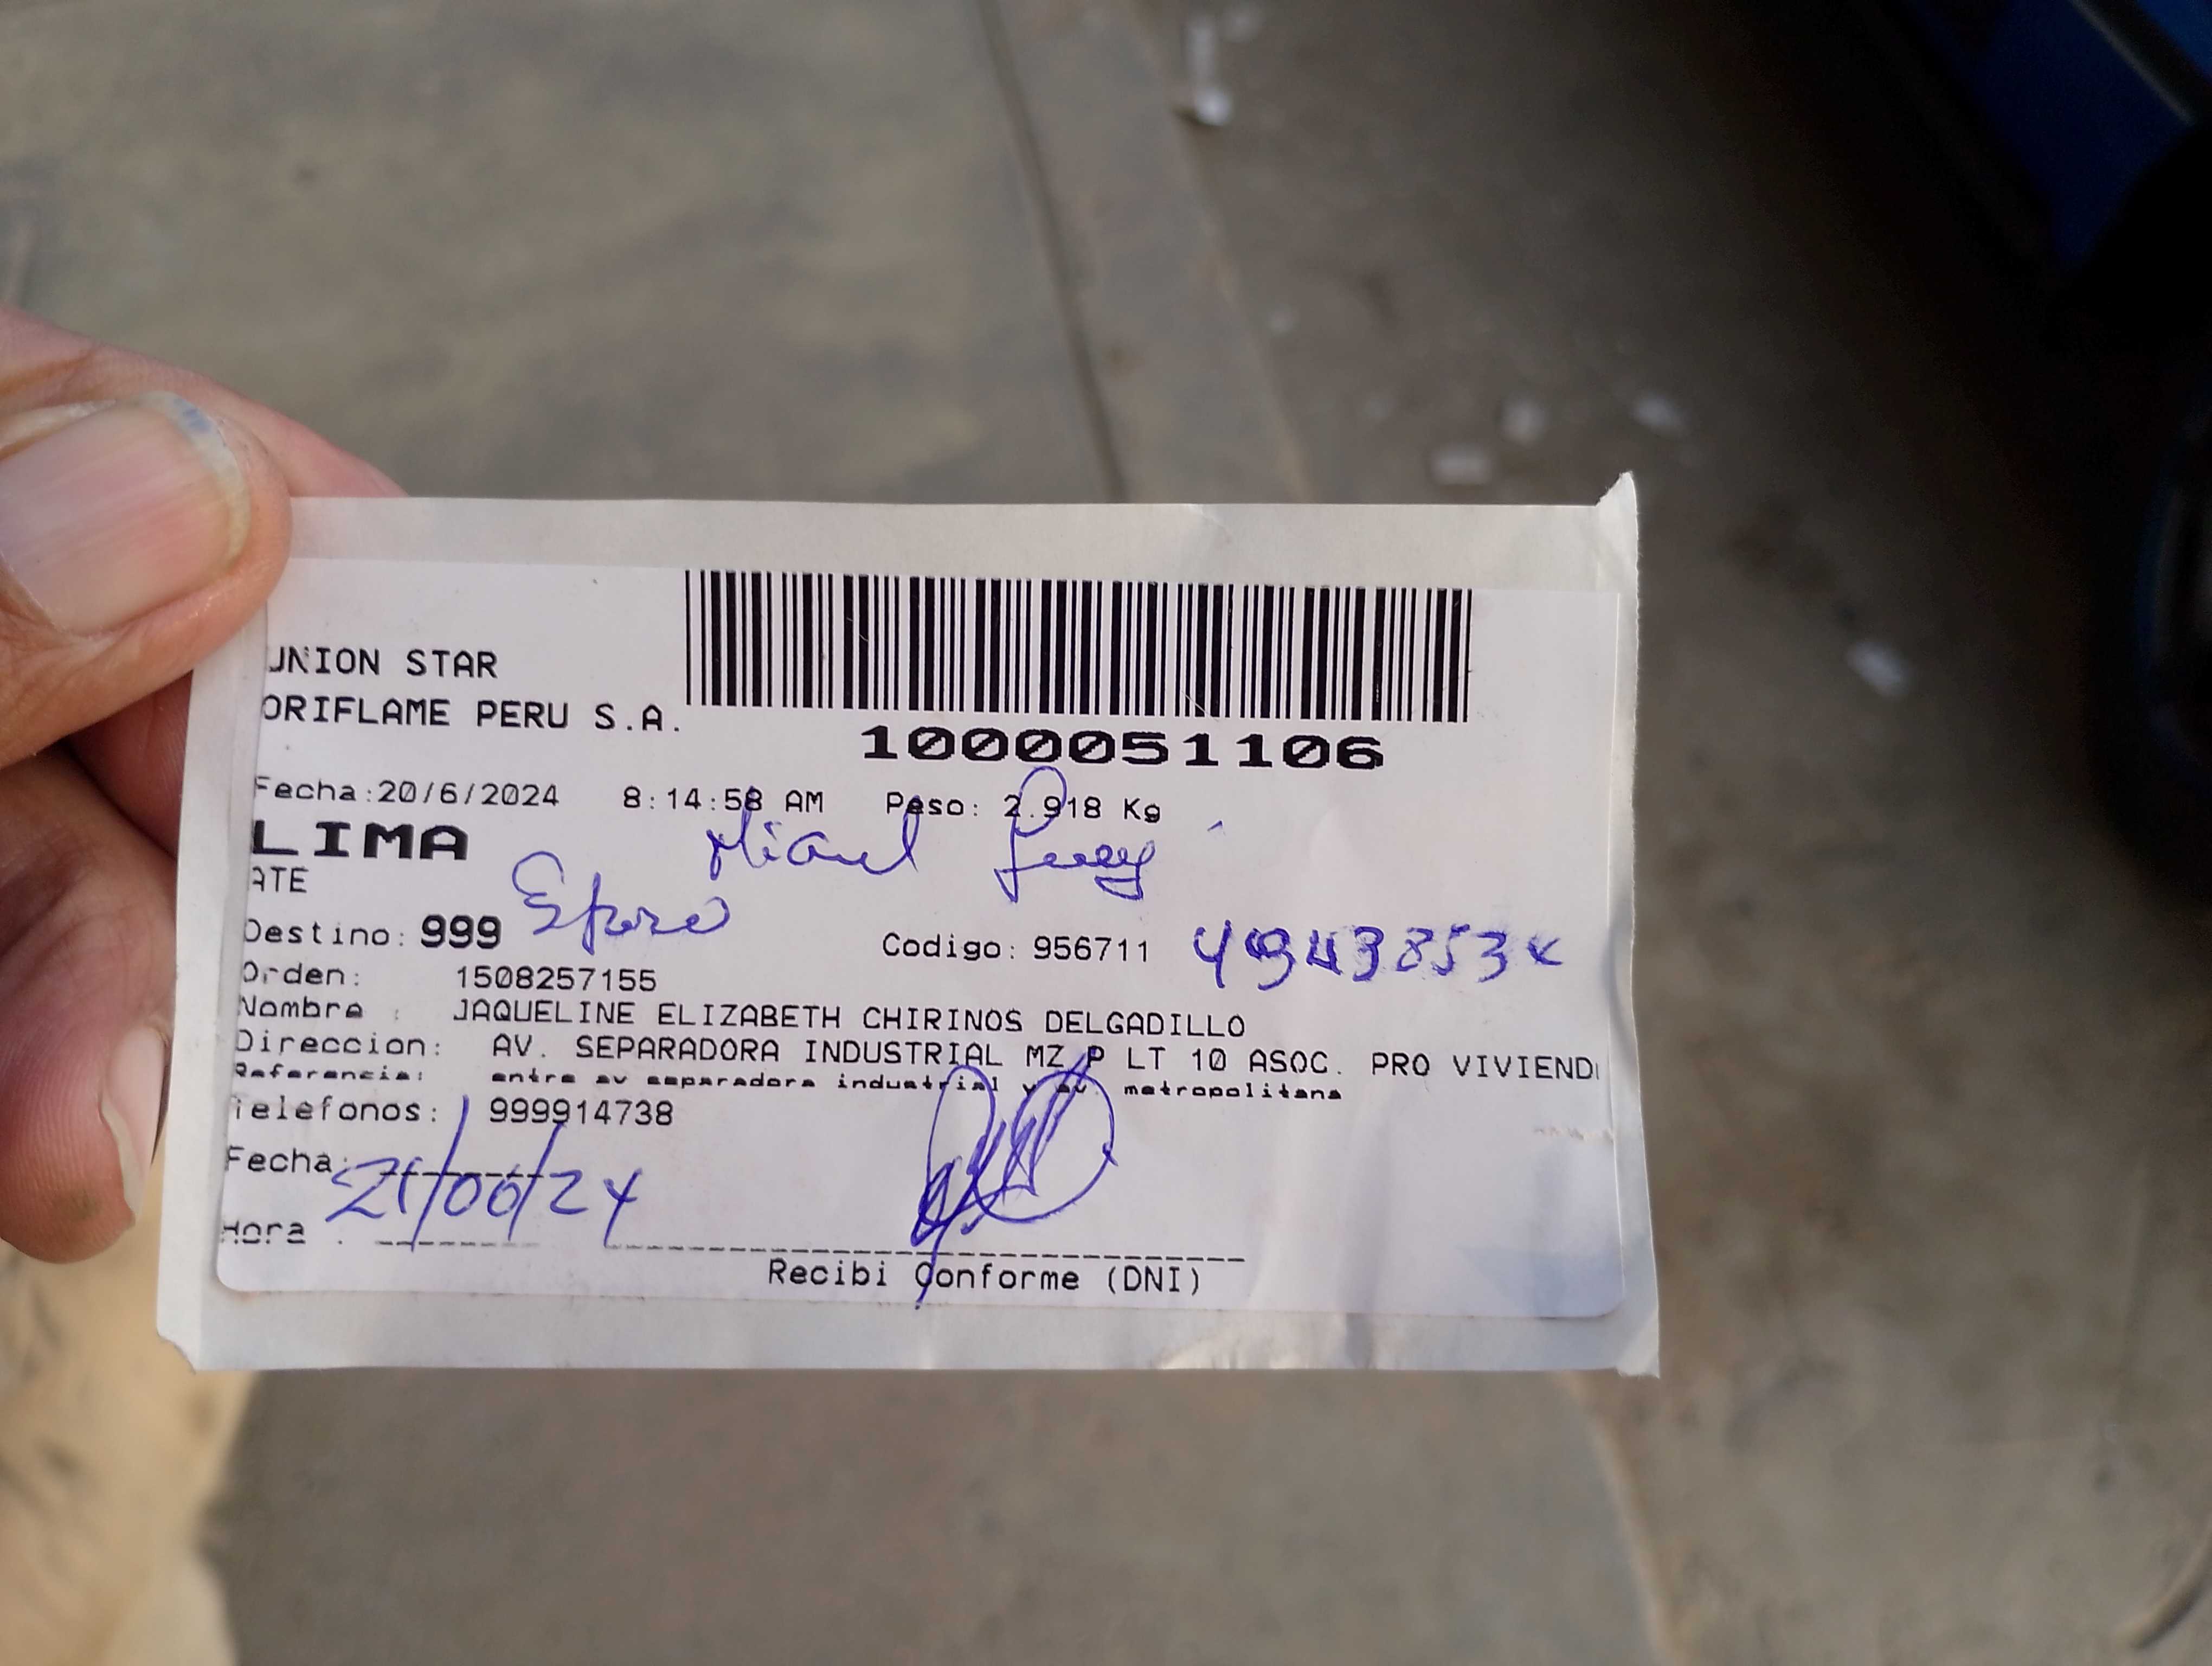 UNION STAR
ORIFLAME PERU S.A.
1000051106
Fecha:20/6/2024 8:14:58 AM Peso: 2.918 Kg
LIMA
ATE
Esposo
Destino: 999 Codigo: 956711
Orden: 1508257155
Nombre : JAQUELINE ELIZABETH CHIRINOS DELGADILLO
Direccion: AV. SEPARADORA INDUSTRIAL MZ P LT 10 ASOC. PRO VIVIEND
Referencia: entre av separadora industrial y av. metropolitana
Telefonos: 999914738
Fecha: 21/06/24
Hora :
Recibi Conforme (DNI)